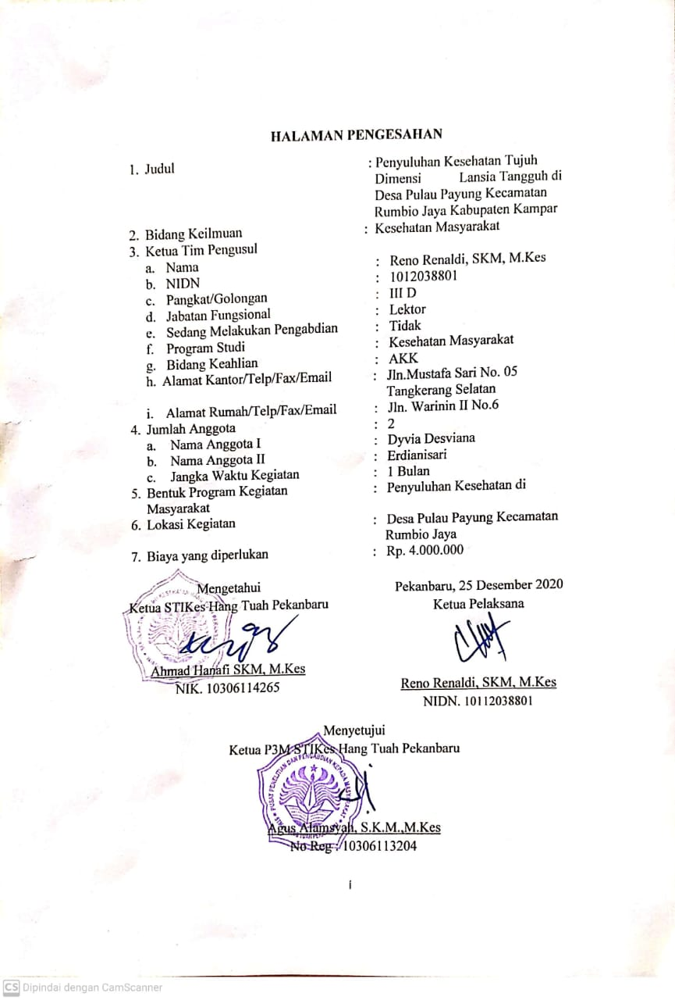 HALAMAN PENGESAHAN
1. Judul : Penyuluhan Kesehatan Tujuh
Dimensi Lansia Tangguh di
Desa Pulau Payung Kecamatan
Rumbio Jaya Kabupaten Kampar
2. Bidang Keilmuan : Kesehatan Masyarakat
3. Ketua Tim Pengusul
a. Nama : Reno Renaldi, SKM, M.Kes
b. NIDN : 1012038801
c. Pangkat/Golongan : III D
d. Jabatan Fungsional : Lektor
e. Sedang Melakukan Pengabdian : Tidak
f. Program Studi : Kesehatan Masyarakat
g. Bidang Keahlian : AKK
h. Alamat Kantor/Telp/Fax/Email : Jln.Mustafa Sari No. 05
Tangkerang Selatan
i. Alamat Rumah/Telp/Fax/Email : Jln. Warinin II No.6
4. Jumlah Anggota : 2
a. Nama Anggota I : Dyvia Desviana
b. Nama Anggota II : Erdianisari
c. Jangka Waktu Kegiatan : 1 Bulan
5. Bentuk Program Kegiatan : Penyuluhan Kesehatan di
Masyarakat
6. Lokasi Kegiatan : Desa Pulau Payung Kecamatan
Rumbio Jaya
7. Biaya yang diperlukan : Rp. 4.000.000
Mengetahui
Ketua STIKes Hang Tuah Pekanbaru
Ahmad Hanafi SKM, M.Kes
NIK. 10306114265
Pekanbaru, 25 Desember 2020
Ketua Pelaksana
Reno Renaldi, SKM, M.Kes
NIDN. 10112038801
Menyetujui
Ketua P3M STIKes Hang Tuah Pekanbaru
PUSAT PENELITIAN DAN PENGABDIAN KEPADA MASYARAKAT
Agus Alamsyah, S.K.M.,M.Kes
No Reg : 10306113204
i
CS Dipindai dengan CamScanner